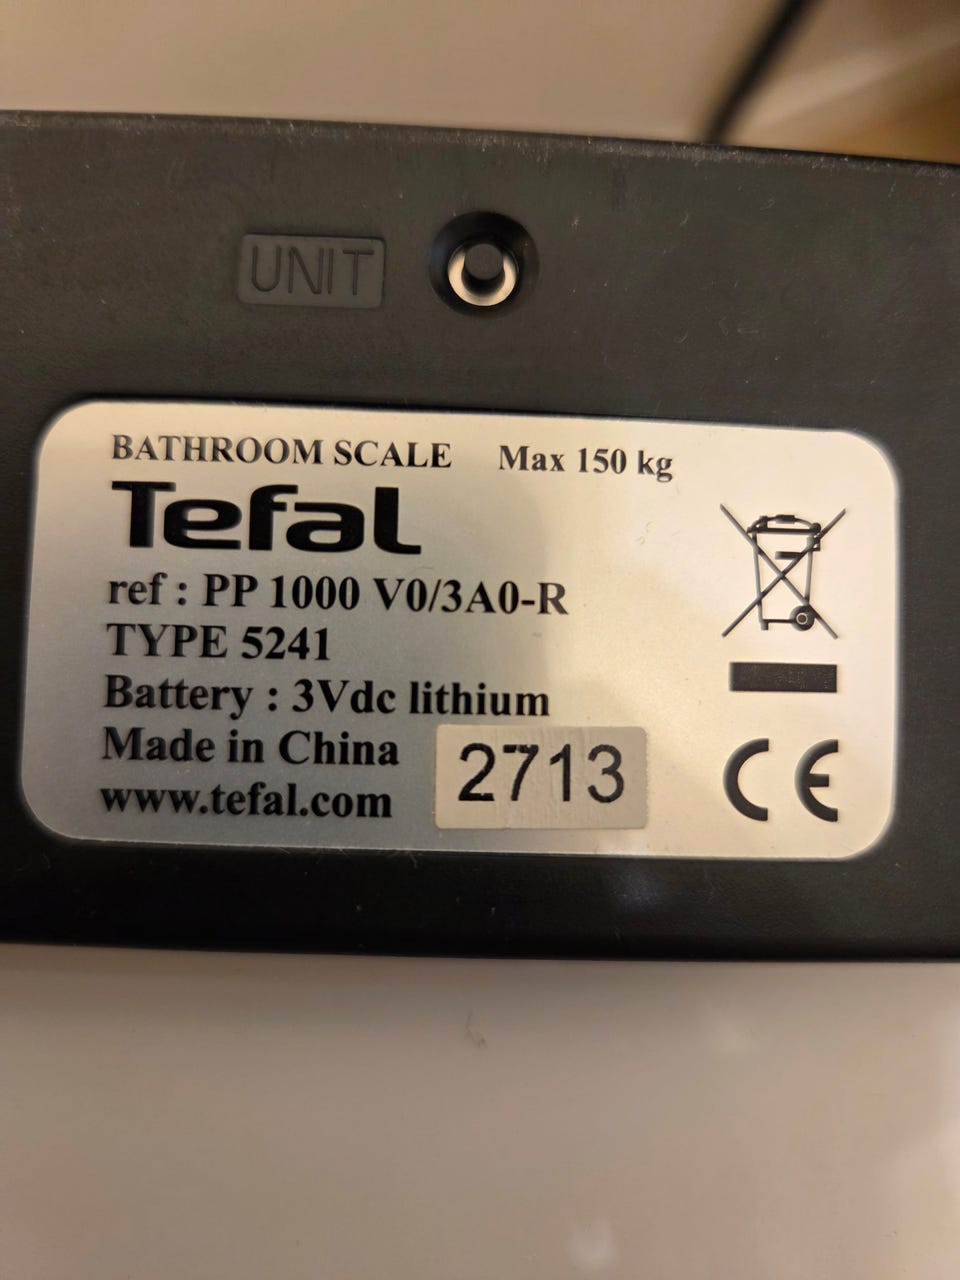 UNIT
BATHROOM SCALE Max 150 kg
Tefal
ref : PP 1000 V0/3A0-R
TYPE 5241
Battery : 3Vdc lithium
Made in China
2713
www.tefal.com
CE